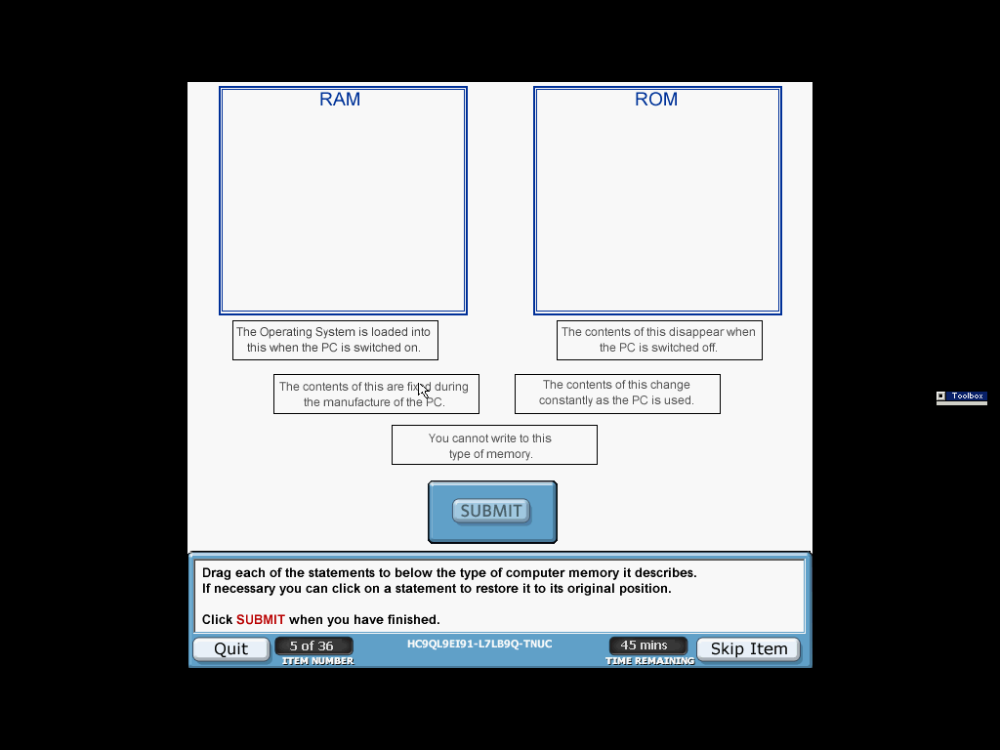 RAM
ROM
The Operating System is loaded into
this when the PC is switched on.
The contents of this disappear when
the PC is switched off.
The contents of this are fixed during
the manufacture of the PC.
The contents of this change
constantly as the PC is used.
You cannot write to this
type of memory.
SUBMIT
Drag each of the statements to below the type of computer memory it describes.
If necessary you can click on a statement to restore it to its original position.
Click SUBMIT when you have finished.
Quit
5 of 36
ITEM NUMBER
HC9QL9EI91-L7LB9Q-TNUC
45 mins
TIME REMAINING
Skip Item
Toolbox